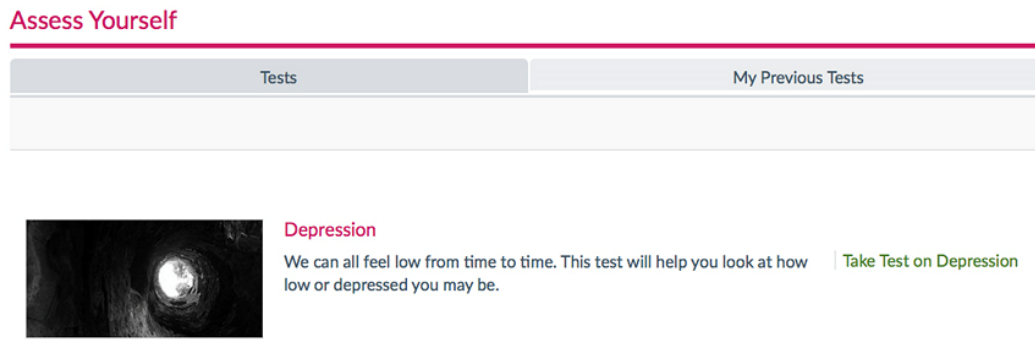 Assess Yourself
Tests
My Previous Tests
Depression
We can all feel low from time to time. This test will help you look at how
low or depressed you may be.
Take Test on Depression